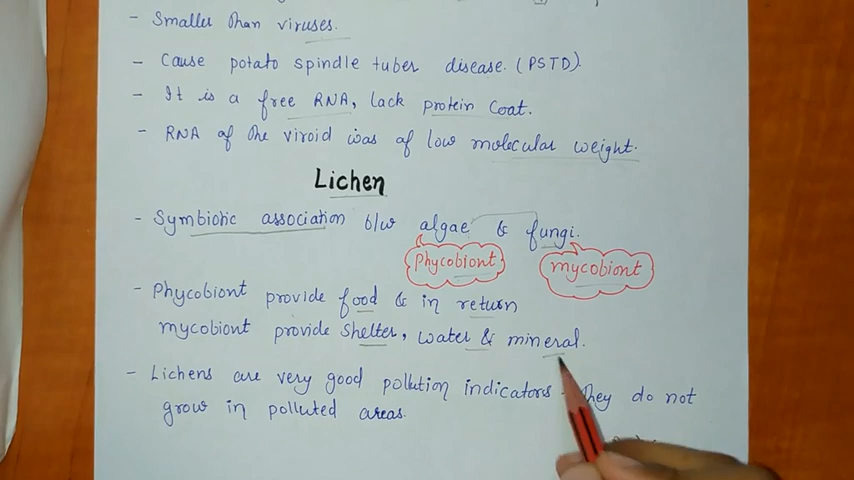 - Smaller than viruses.
- Cause potato spindle tuber disease. (PSTD).
- It is a free RNA, lack protein coat.
- RNA of the viroid was of low molecular weight.
Lichen
- Symbiotic association b/w algae & fungi.
phycobiont mycobiont
- Phycobiont provide food & in return
mycobiont provide shelter, water & mineral.
- Lichens are very good pollution indicators - They do not
grow in polluted areas.